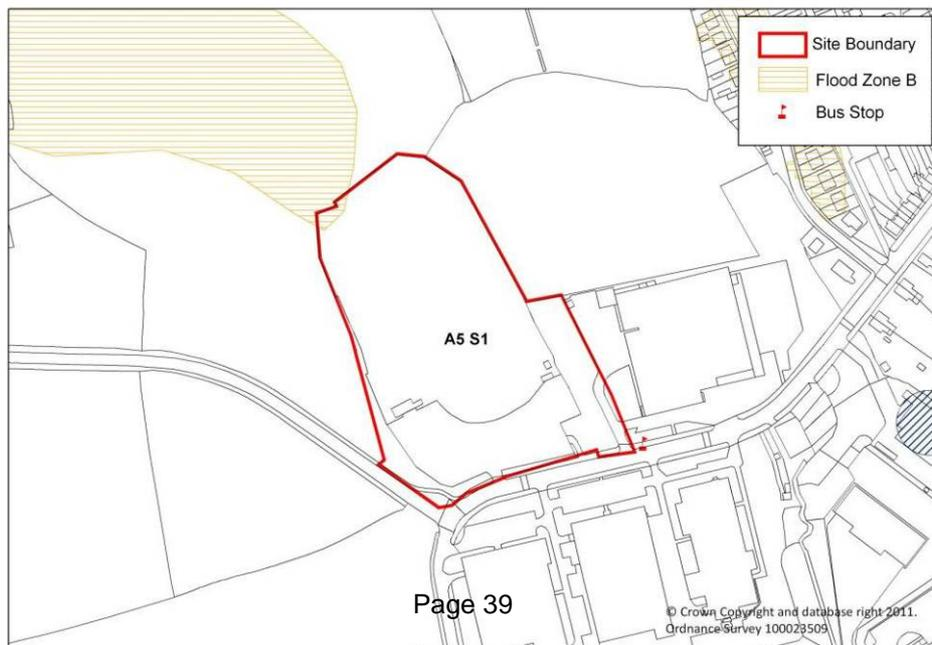 Site Boundary
Flood Zone B
Bus Stop
A5 S1
Page 39
© Crown Copyright and database right 2011.
Ordnance Survey 100023509